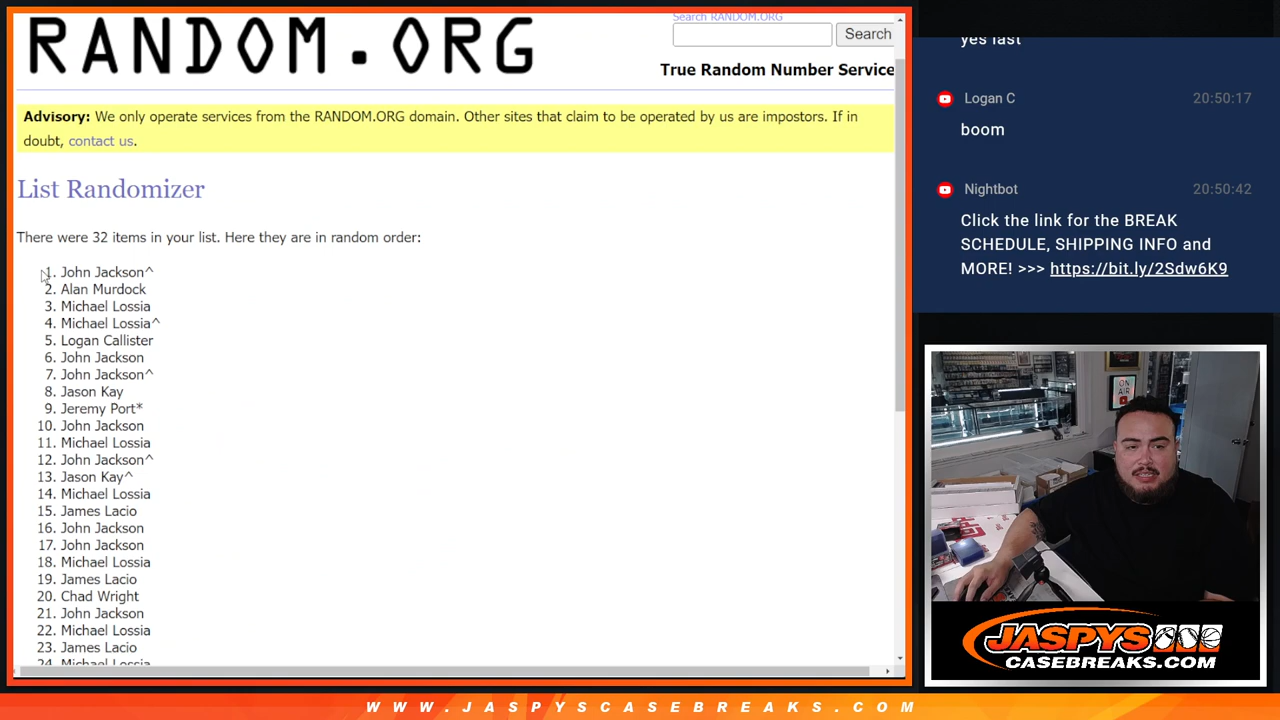 RANDOM.ORG
Search RANDOM.ORG
Search
True Random Number Service
Advisory: We only operate services from the RANDOM.ORG domain. Other sites that claim to be operated by us are impostors. If in
doubt, contact us.
List Randomizer
There were 32 items in your list. Here they are in random order:
1. John Jackson^
2. Alan Murdock
3. Michael Lossia
4. Michael Lossia^
5. Logan Callister
6. John Jackson
7. John Jackson^
8. Jason Kay
9. Jeremy Port*
10. John Jackson
11. Michael Lossia
12. John Jackson^
13. Jason Kay^
14. Michael Lossia
15. James Lacio
16. John Jackson
17. John Jackson
18. Michael Lossia
19. James Lacio
20. Chad Wright
21. John Jackson
22. Michael Lossia
23. James Lacio
24. Michael Lossia
yes last
Logan C 20:50:17
boom
Nightbot 20:50:42
Click the link for the BREAK
SCHEDULE, SHIPPING INFO and
MORE! >>> https://bit.ly/2Sdw6K9
ON
AIR
JASPYS
CASEBREAKS.COM
WWW.JASPYSCASEBREAKS.COM